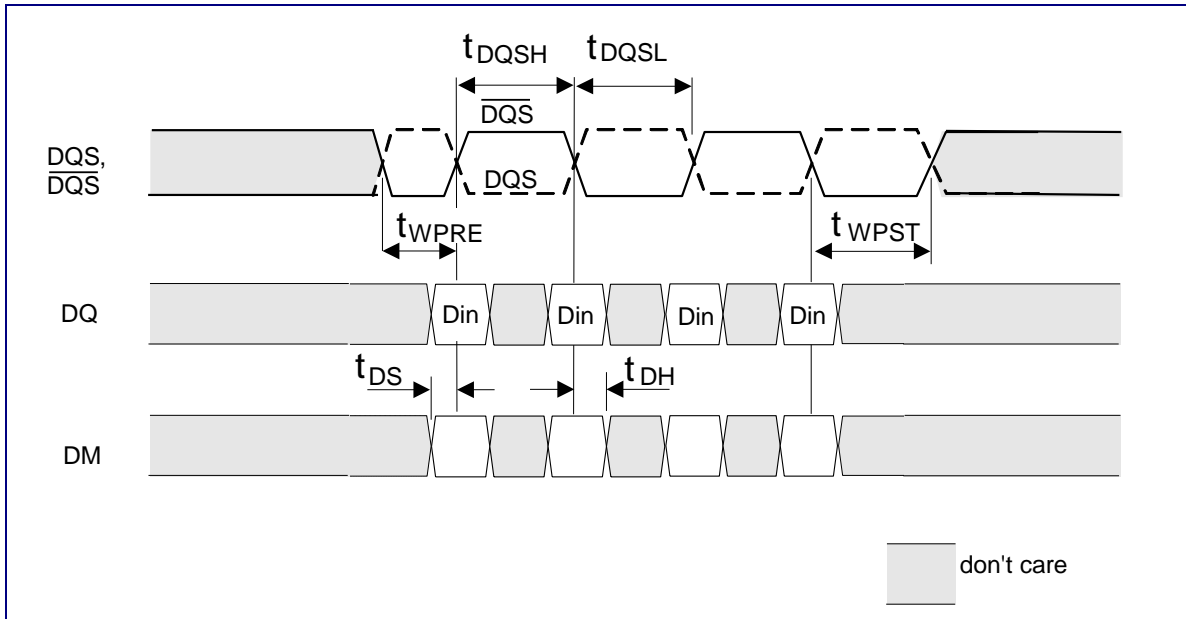 tDQSH tDQSL
DQS
DQS,
DQS
DQS
tWPRE tWPST
DQ Din Din Din Din
tDS tDH
DM
don't care